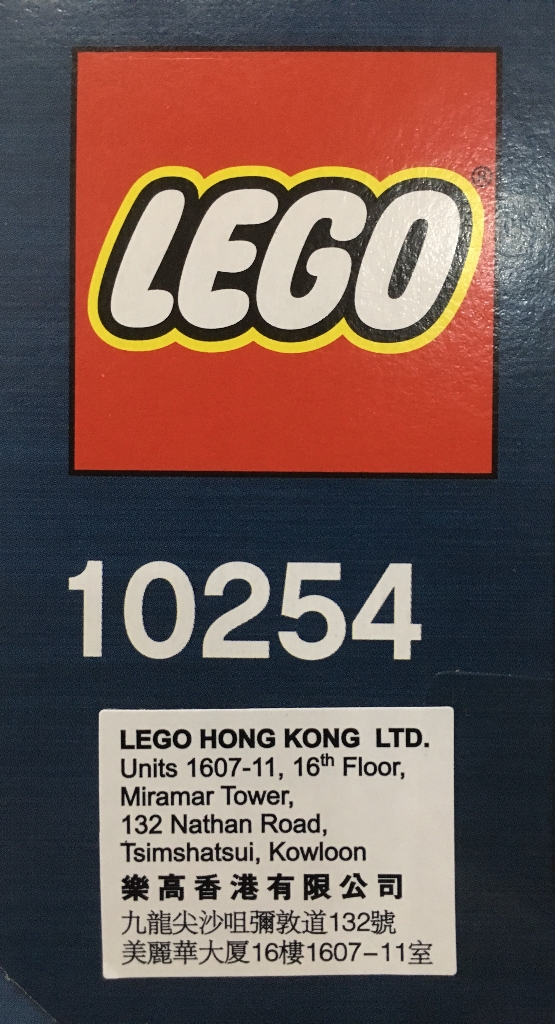 LEGO®
10254
LEGO HONG KONG LTD.
Units 1607-11, 16th Floor,
Miramar Tower,
132 Nathan Road,
Tsimshatsui, Kowloon
樂高香港有限公司
九龍尖沙咀彌敦道132號
美麗華大厦16樓1607–11室